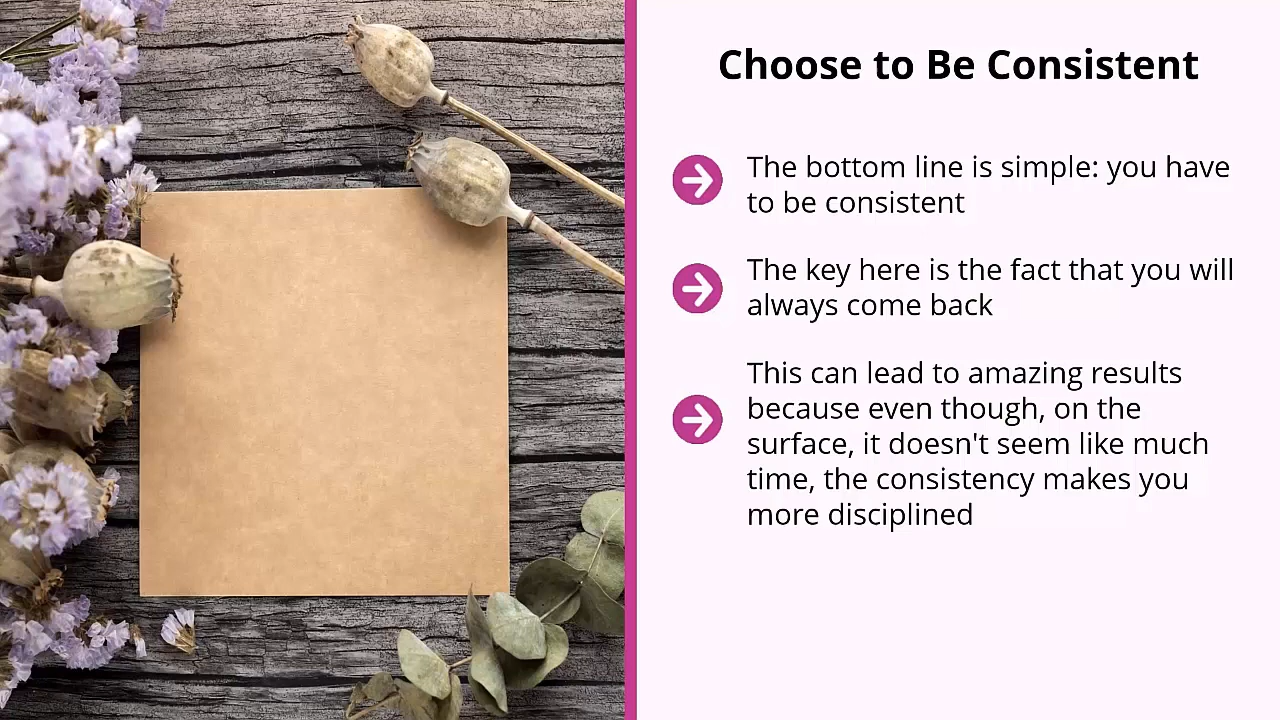 Choose to Be Consistent
The bottom line is simple: you have
to be consistent
The key here is the fact that you will
always come back
This can lead to amazing results
because even though, on the
surface, it doesn't seem like much
time, the consistency makes you
more disciplined